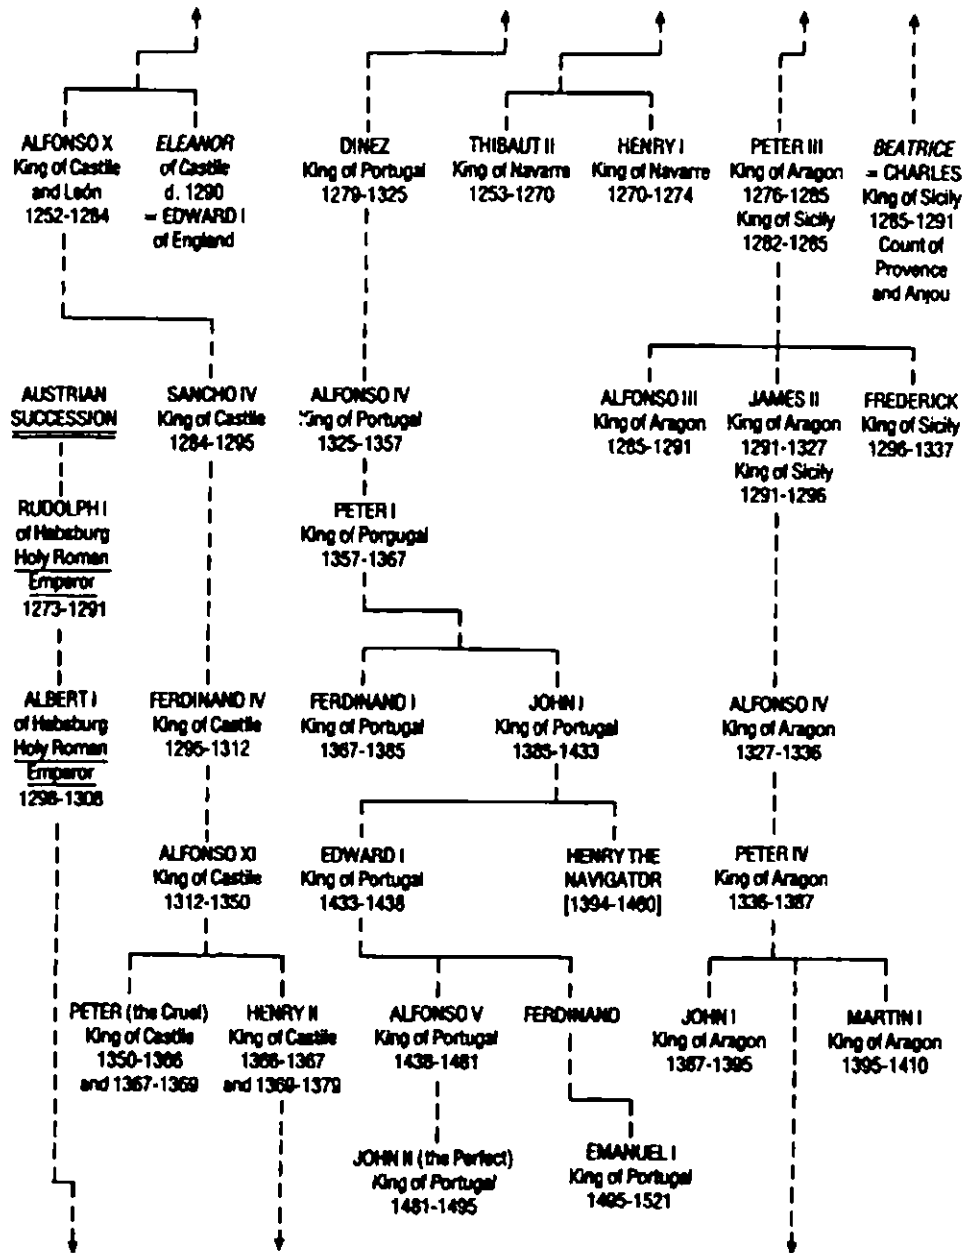 ALFONSO X
King of Castile
and León
1252-1284
ELEANOR
of Castile
d. 1290
= EDWARD I
of England
DINEZ
King of Portugal
1279-1325
THIBAUT II
King of Navarre
1253-1270
HENRY I
King of Navarre
1270-1274
PETER III
King of Aragon
1276-1285
King of Sicily
1282-1285
BEATRICE
= CHARLES
King of Sicily
1285-1291
Count of
Provence
and Anjou
AUSTRIAN
SUCCESSION
SANCHO IV
King of Castile
1284-1295
ALFONSO IV
King of Portugal
1325-1357
ALFONSO III
King of Aragon
1285-1291
JAMES II
King of Aragon
1291-1327
King of Sicily
1291-1296
FREDERICK
King of Sicily
1296-1337
RUDOLPH I
of Habsburg
Holy Roman
Emperor
1273-1291
PETER I
King of Porgugal
1357-1367
ALBERT I
of Habsburg
Holy Roman
Emperor
1298-1308
FERDINAND IV
King of Castile
1295-1312
FERDINAND I
King of Portugal
1367-1385
JOHN I
King of Portugal
1385-1433
ALFONSO IV
King of Aragon
1327-1336
ALFONSO XI
King of Castile
1312-1350
EDWARD I
King of Portugal
1433-1438
HENRY THE
NAVIGATOR
[1394-1460]
PETER IV
King of Aragon
1336-1387
PETER (the Cruel)
King of Castile
1350-1366
and 1367-1369
HENRY II
King of Castile
1366-1367
and 1369-1379
ALFONSO V
King of Portugal
1438-1481
FERDINAND
JOHN I
King of Aragon
1387-1395
MARTIN I
King of Aragon
1395-1410
JOHN II (the Perfect)
King of Portugal
1481-1495
EMANUEL I
King of Portugal
1495-1521